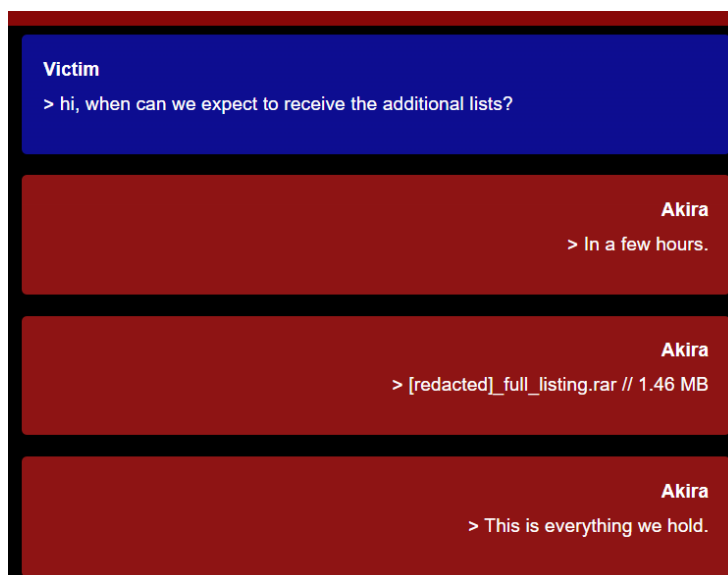 Victim
> hi, when can we expect to receive the additional lists?
Akira
> In a few hours.
Akira
> [redacted]_full_listing.rar // 1.46 MB
Akira
> This is everything we hold.